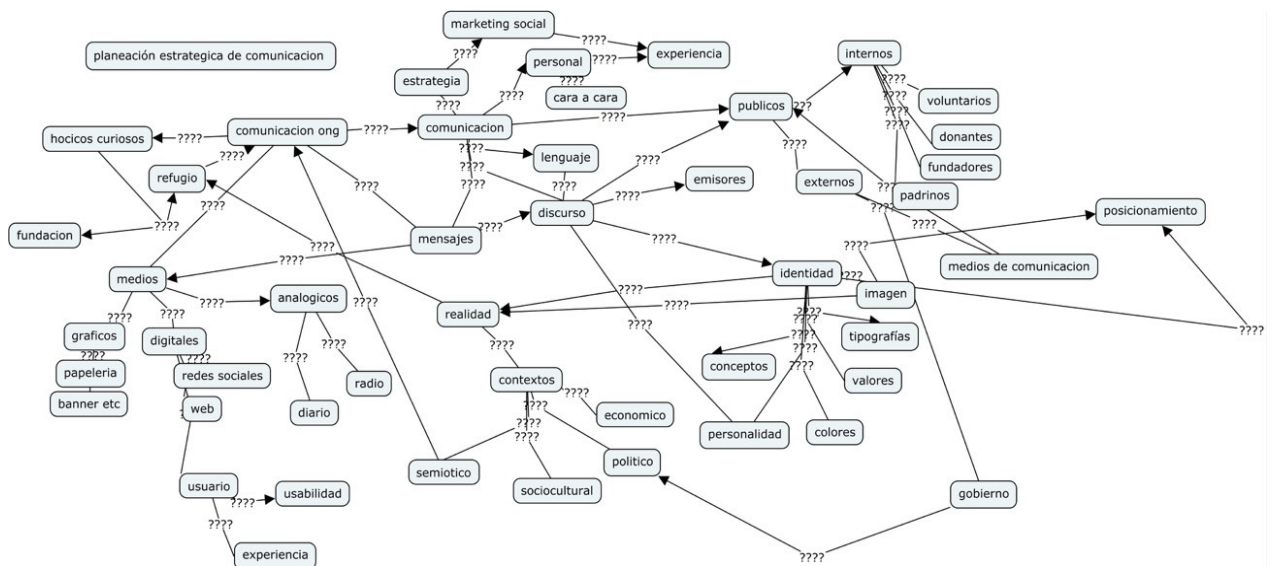 marketing social
????
????
experiencia
planeación estrategica de comunicacion
????
personal
????
internos
estrategia
????
????
????
cara a cara
????
voluntarios
publicos
???
????
????
hocicos curiosos
????
comunicacion ong
????
comunicacion
????
????
donantes
????
????
lenguaje
????
????
fundadores
refugio
????
????
????
????
emisores
externos
????
padrinos
????
????
discurso
????
posicionamiento
fundacion
????
mensajes
????
????
????
????
????
medios
????
identidad
????
medios de comunicacion
analogicos
????
imagen
????
????
????
realidad
????
????
????
????
????
????
????
tipografías
????
graficos
digitales
????
????
????
????
????
????
????
conceptos
papeleria
redes sociales
radio
contextos
????
valores
banner etc
web
diario
????
economico
????
????
personalidad
colores
semiotico
politico
usuario
????
usabilidad
sociocultural
gobierno
????
experiencia
????